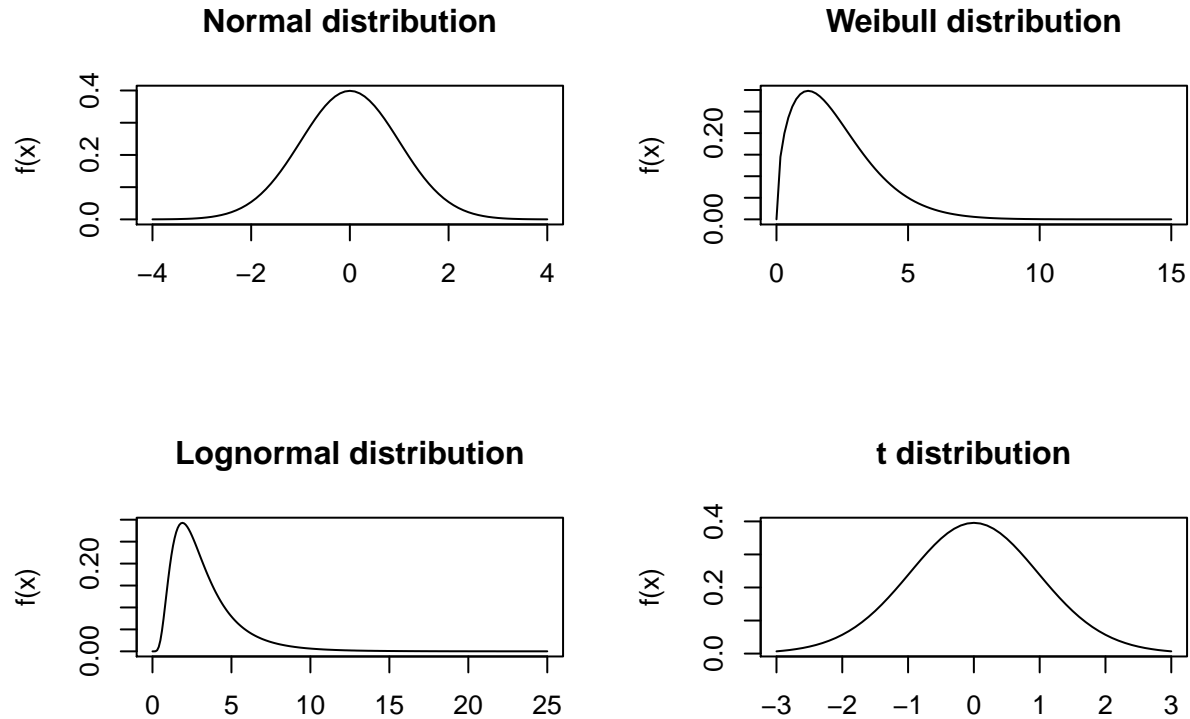 Normal distribution
f(x)
0.0 0.2 0.4
−4 −2 0 2 4
Weibull distribution
f(x)
0.00 0.20
0 5 10 15
Lognormal distribution
f(x)
0.00 0.20
0 5 10 15 20 25
t distribution
f(x)
0.0 0.2 0.4
−3 −2 −1 0 1 2 3